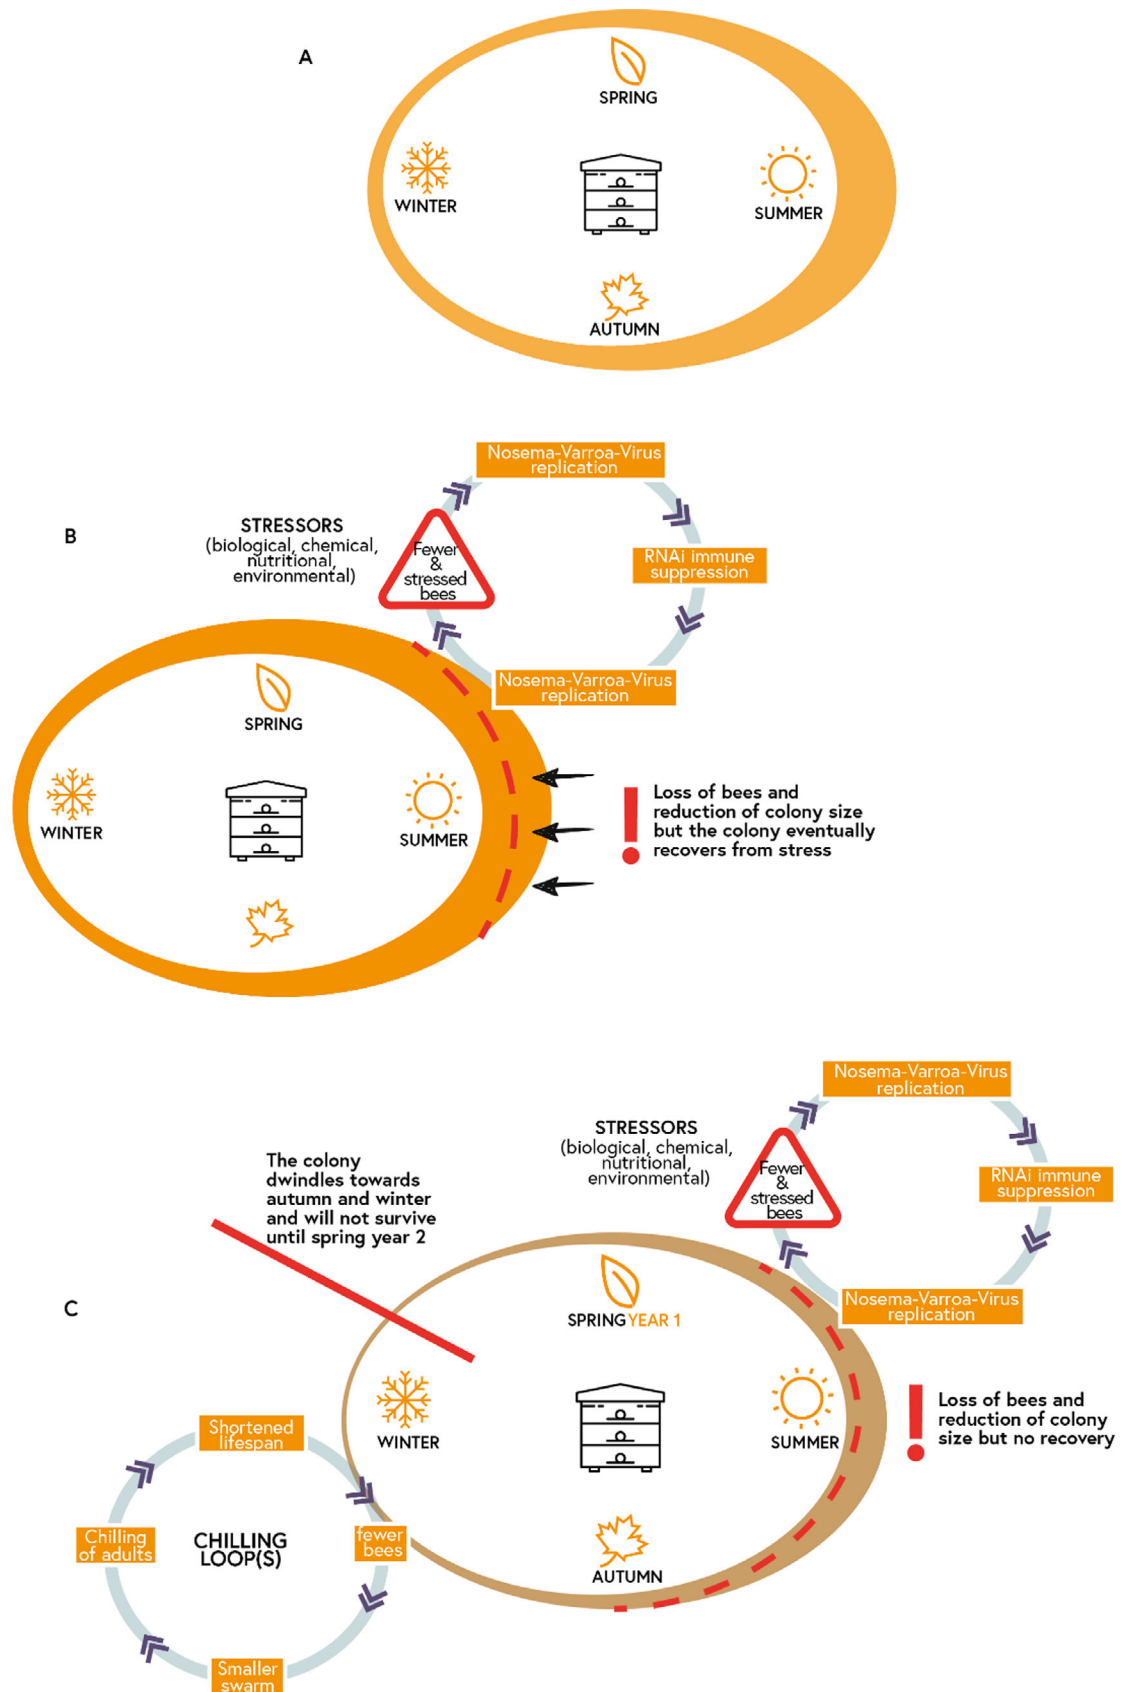 A
SPRING
WINTER
SUMMER
AUTUMN
Nosema-Varroa-Virus
replication
B
STRESSORS
(biological, chemical,
nutritional,
environmental)
Fewer
&
stressed
bees
RNAi immune
suppression
Nosema-Varroa-Virus
replication
SPRING
WINTER
SUMMER
Loss of bees and
reduction of colony size
but the colony eventually
recovers from stress
!
Nosema-Varroa-Virus
replication
STRESSORS
(biological, chemical,
nutritional,
environmental)
Fewer
&
stressed
bees
RNAi immune
suppression
Nosema-Varroa-Virus
replication
The colony
dwindles towards
autumn and winter
and will not survive
until spring year 2
C
SPRING YEAR 1
WINTER
SUMMER
AUTUMN
!
Loss of bees and
reduction of colony
size but no recovery
Shortened
lifespan
Chilling
of adults
CHILLING
LOOP(S)
fewer
bees
Smaller
swarm